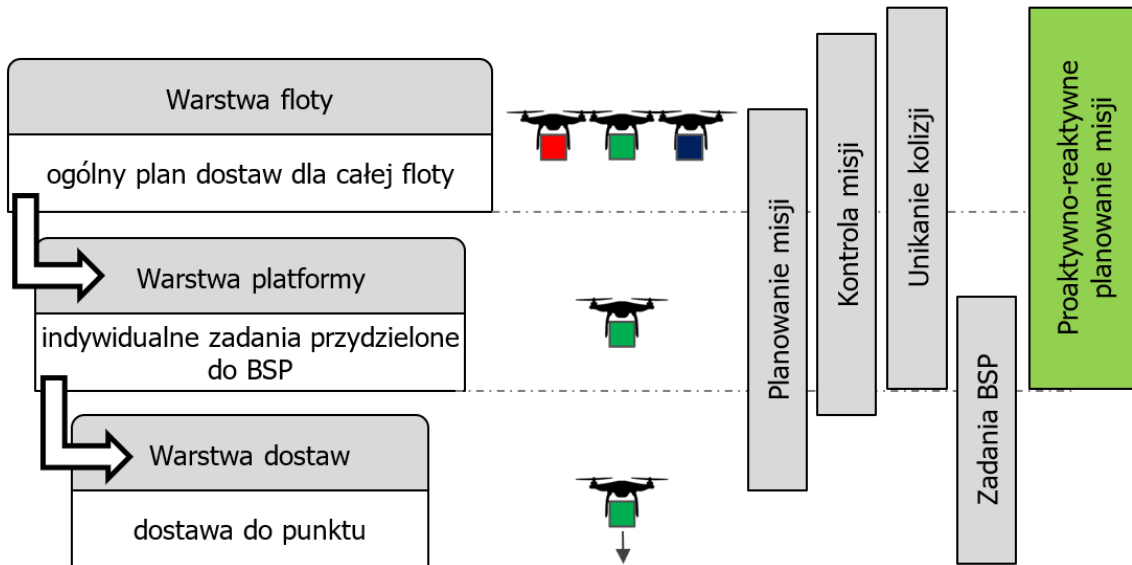 Warstwa floty
ogólny plan dostaw dla całej floty
Warstwa platformy
indywidualne zadania przydzielone
do BSP
Warstwa dostaw
dostawa do punktu
Planowanie misji
Kontrola misji
Unikanie kolizji
Zadania BSP
Proaktywno-reaktywne
planowanie misji